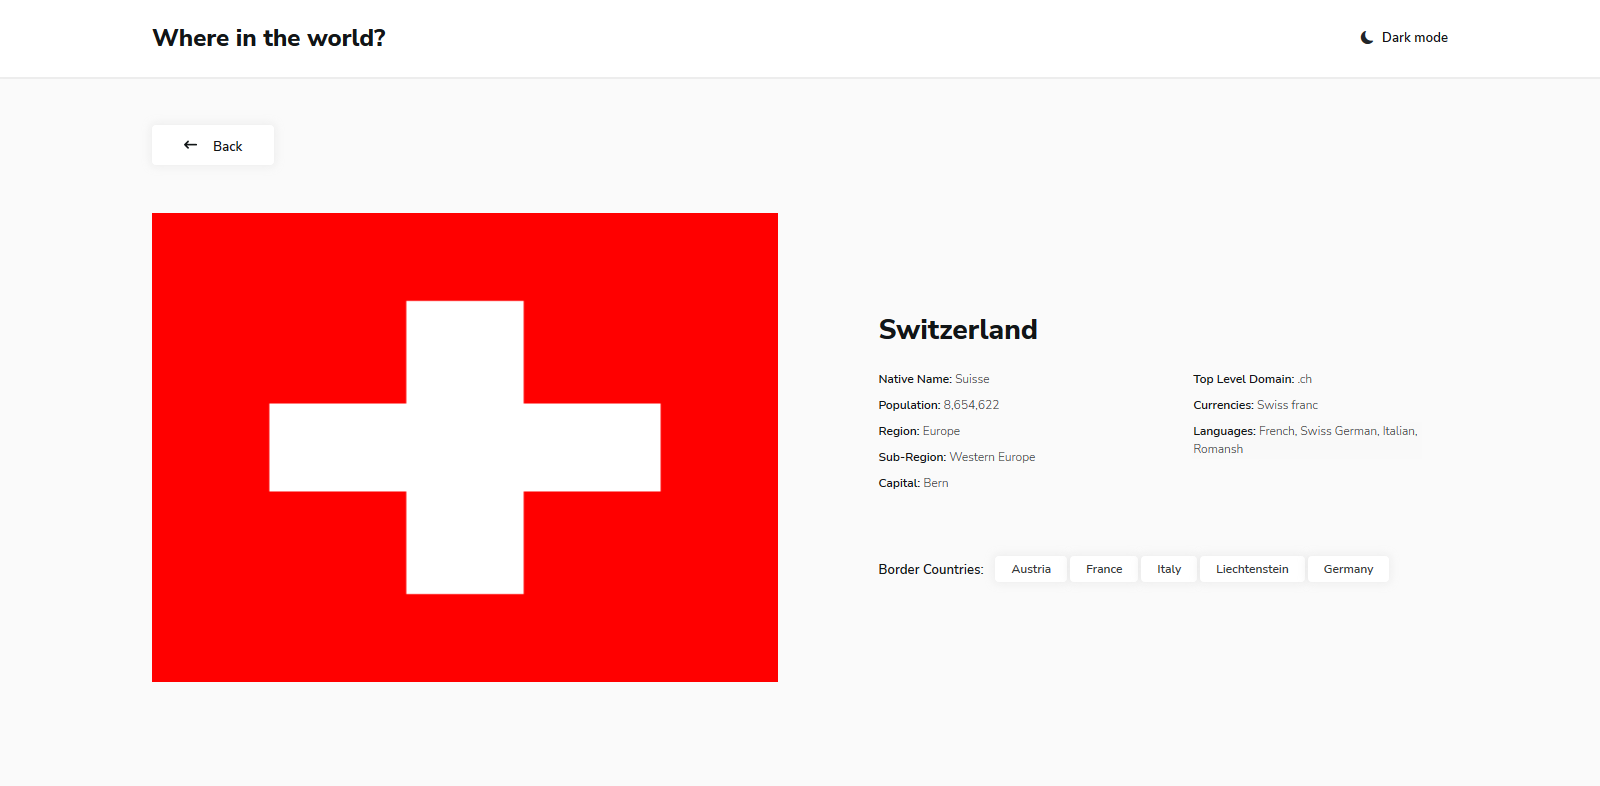 Where in the world?
Dark mode
Back
Switzerland
Native Name: Suisse
Population: 8,654,622
Region: Europe
Sub-Region: Western Europe
Capital: Bern
Top Level Domain: .ch
Currencies: Swiss franc
Languages: French, Swiss German, Italian,
Romansh
Border Countries: Austria France Italy Liechtenstein Germany